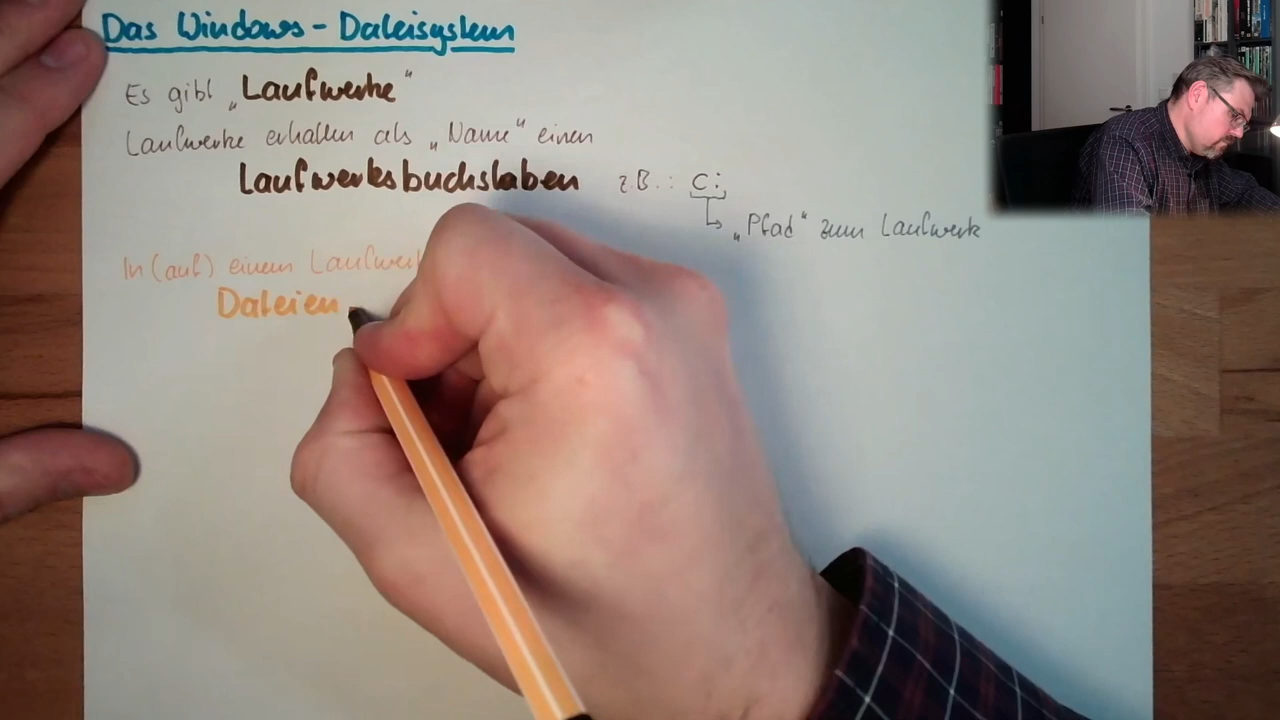 Das Windows-Dateisystem
Es gibt „Laufwerke“
Laufwerke erhalten als „Name“ einen
Laufwerksbuchstaben z.B.: C:
„Pfad“ zum Laufwerk
In (auf) einem Laufwerk
Dateien